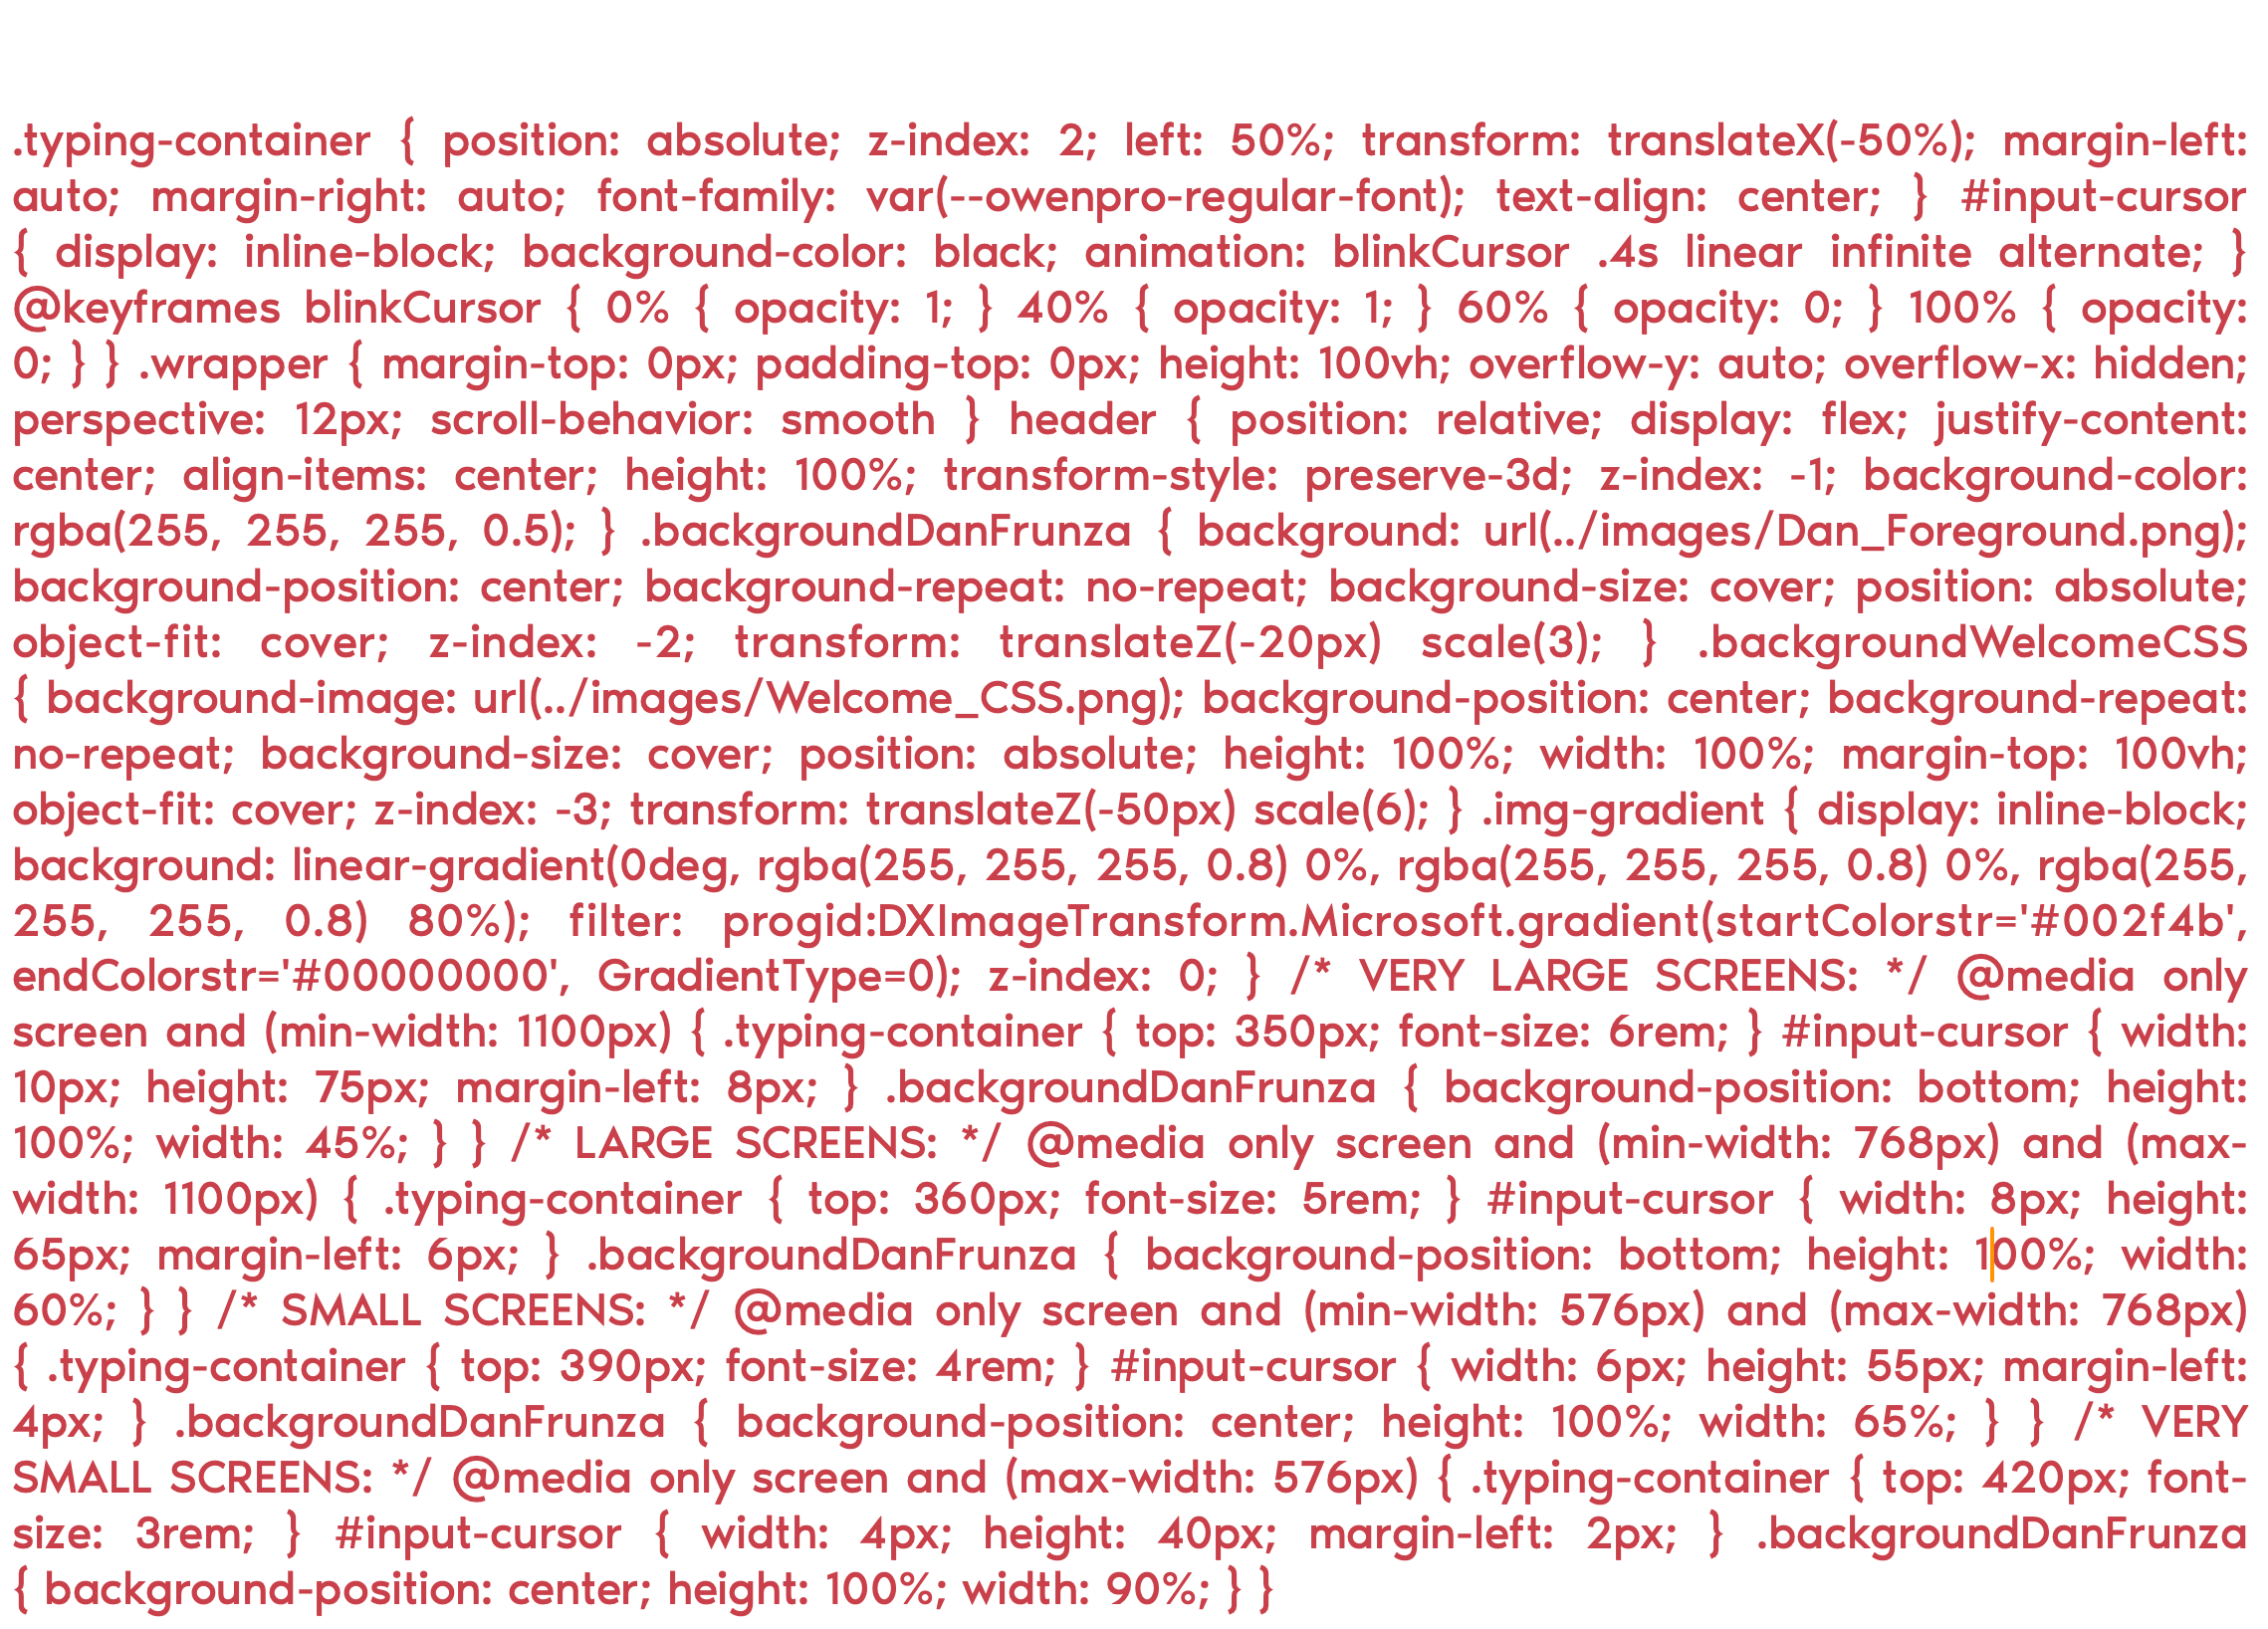 .typing-container { position: absolute; z-index: 2; left: 50%; transform: translateX(-50%); margin-left:
auto; margin-right: auto; font-family: var(--owenpro-regular-font); text-align: center; } #input-cursor
{ display: inline-block; background-color: black; animation: blinkCursor .4s linear infinite alternate; }
@keyframes blinkCursor { 0% { opacity: 1; } 40% { opacity: 1; } 60% { opacity: 0; } 100% { opacity:
0; } } .wrapper { margin-top: 0px; padding-top: 0px; height: 100vh; overflow-y: auto; overflow-x: hidden;
perspective: 12px; scroll-behavior: smooth } header { position: relative; display: flex; justify-content:
center; align-items: center; height: 100%; transform-style: preserve-3d; z-index: -1; background-color:
rgba(255, 255, 255, 0.5); } .backgroundDanFrunza { background: url(../images/Dan_Foreground.png);
background-position: center; background-repeat: no-repeat; background-size: cover; position: absolute;
object-fit: cover; z-index: -2; transform: translateZ(-20px) scale(3); } .backgroundWelcomeCSS
{ background-image: url(../images/Welcome_CSS.png); background-position: center; background-repeat:
no-repeat; background-size: cover; position: absolute; height: 100%; width: 100%; margin-top: 100vh;
object-fit: cover; z-index: -3; transform: translateZ(-50px) scale(6); } .img-gradient { display: inline-block;
background: linear-gradient(0deg, rgba(255, 255, 255, 0.8) 0%, rgba(255, 255, 255, 0.8) 0%, rgba(255,
255, 255, 0.8) 80%); filter: progid:DXImageTransform.Microsoft.gradient(startColorstr='#002f4b',
endColorstr='#00000000', GradientType=0); z-index: 0; } /* VERY LARGE SCREENS: */ @media only
screen and (min-width: 1100px) { .typing-container { top: 350px; font-size: 6rem; } #input-cursor { width:
10px; height: 75px; margin-left: 8px; } .backgroundDanFrunza { background-position: bottom; height:
100%; width: 45%; } } /* LARGE SCREENS: */ @media only screen and (min-width: 768px) and (max-
width: 1100px) { .typing-container { top: 360px; font-size: 5rem; } #input-cursor { width: 8px; height:
65px; margin-left: 6px; } .backgroundDanFrunza { background-position: bottom; height: 100%; width:
60%; } } /* SMALL SCREENS: */ @media only screen and (min-width: 576px) and (max-width: 768px)
{ .typing-container { top: 390px; font-size: 4rem; } #input-cursor { width: 6px; height: 55px; margin-left:
4px; } .backgroundDanFrunza { background-position: center; height: 100%; width: 65%; } } /* VERY
SMALL SCREENS: */ @media only screen and (max-width: 576px) { .typing-container { top: 420px; font-
size: 3rem; } #input-cursor { width: 4px; height: 40px; margin-left: 2px; } .backgroundDanFrunza
{ background-position: center; height: 100%; width: 90%; } }